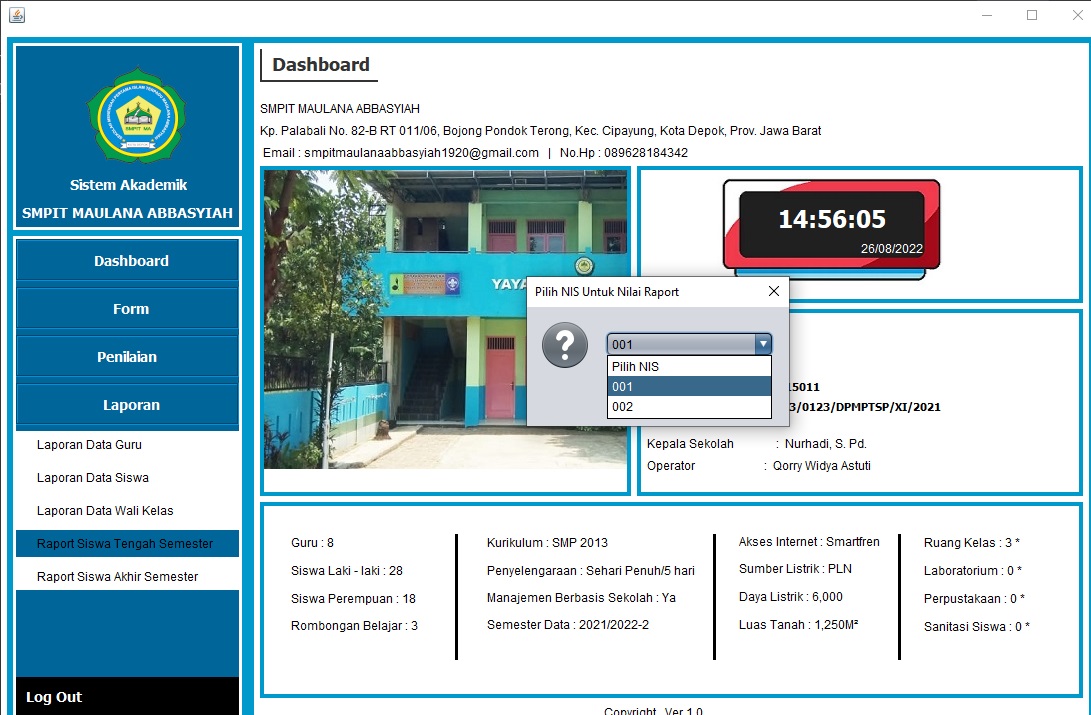 SMPIT MA
Sistem Akademik
SMPIT MAULANA ABBASYIAH
Dashboard
Form
Penilaian
Laporan
Laporan Data Guru
Laporan Data Siswa
Laporan Data Wali Kelas
Raport Siswa Tengah Semester
Raport Siswa Akhir Semester
Log Out
Dashboard
SMPIT MAULANA ABBASYIAH
Kp. Palabali No. 82-B RT 011/06, Bojong Pondok Terong, Kec. Cipayung, Kota Depok, Prov. Jawa Barat
Email : smpitmaulanaabbasyiah1920@gmail.com | No.Hp : 089628184342
YAYA
14:56:05
26/08/2022
Pilih NIS Untuk Nilai Raport
?
001
Pilih NIS
001
002
15011
3/0123/DPMPTSP/XI/2021
Kepala Sekolah : Nurhadi, S. Pd.
Operator : Qorry Widya Astuti
Guru : 8
Siswa Laki - laki : 28
Siswa Perempuan : 18
Rombongan Belajar : 3
Kurikulum : SMP 2013
Penyelengaraan : Sehari Penuh/5 hari
Manajemen Berbasis Sekolah : Ya
Semester Data : 2021/2022-2
Akses Internet : Smartfren
Sumber Listrik : PLN
Daya Listrik : 6,000
Luas Tanah : 1,250M²
Ruang Kelas : 3 *
Laboratorium : 0 *
Perpustakaan : 0 *
Sanitasi Siswa : 0 *
Copyright Ver 1.0